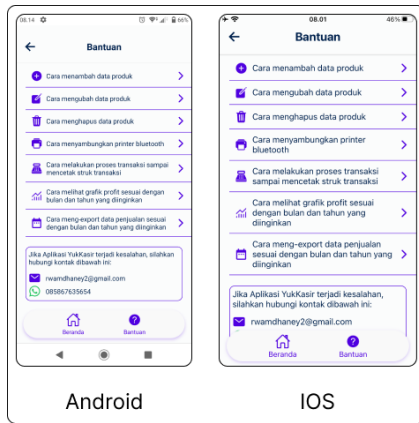 08.14
66%
Bantuan
Cara menambah data produk
Cara mengubah data produk
Cara menghapus data produk
Cara menyambungkan printer bluetooth
Cara melakukan proses transaksi sampai
mencetak struk transaksi
Cara melihat grafik profit sesuai dengan
bulan dan tahun yang diinginkan
Cara meng-export data penjualan sesuai
dengan bulan dan tahun yang diinginkan
Jika Aplikasi YukKasir terjadi kesalahan, silahkan
hubungi kontak dibawah ini:
rwamdhaney2@gmail.com
085867635654
Beranda
Bantuan
Android
08.01
46%
Bantuan
Cara menambah data produk
Cara mengubah data produk
Cara menghapus data produk
Cara menyambungkan printer
bluetooth
Cara melakukan proses transaksi
sampai mencetak struk transaksi
Cara melihat grafik profit sesuai
dengan bulan dan tahun yang
diinginkan
Cara meng-export data penjualan
sesuai dengan bulan dan tahun yang
diinginkan
Jika Aplikasi YukKasir terjadi kesalahan,
silahkan hubungi kontak dibawah ini:
rwamdhaney2@gmail.com
Beranda
Bantuan
IOS